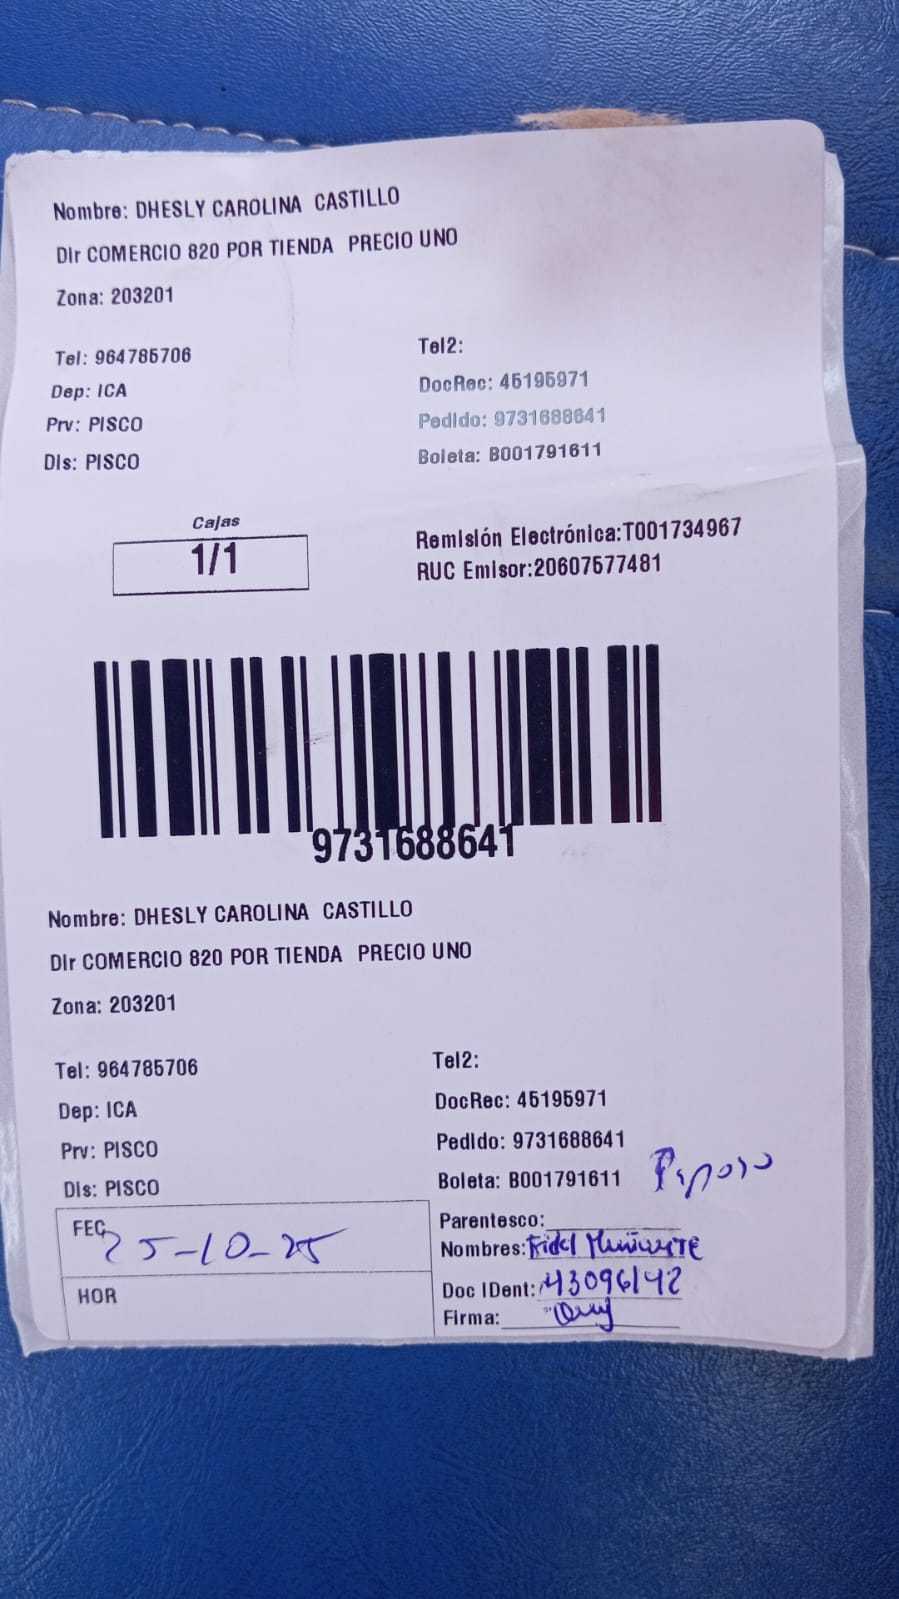 Nombre: DHESLY CAROLINA CASTILLO
Dir COMERCIO 820 POR TIENDA PRECIO UNO
Zona: 203201
Tel: 964785706
Tel2:
Dep: ICA
DocRec: 45195971
Prv: PISCO
Pedido: 9731688641
Dis: PISCO
Boleta: B001791611
Cajas
1/1
Remisión Electrónica:T001734967
RUC Emisor:20607577481
9731688641
Nombre: DHESLY CAROLINA CASTILLO
Dir COMERCIO 820 POR TIENDA PRECIO UNO
Zona: 203201
Tel: 964785706
Tel2:
Dep: ICA
DocRec: 45195971
Prv: PISCO
Pedido: 9731688641
Dis: PISCO
Boleta: B001791611
FEC 25-10-25
Parentesco:
Nombres: Fidel
HOR
Doc IDent: 43096142
Firma: